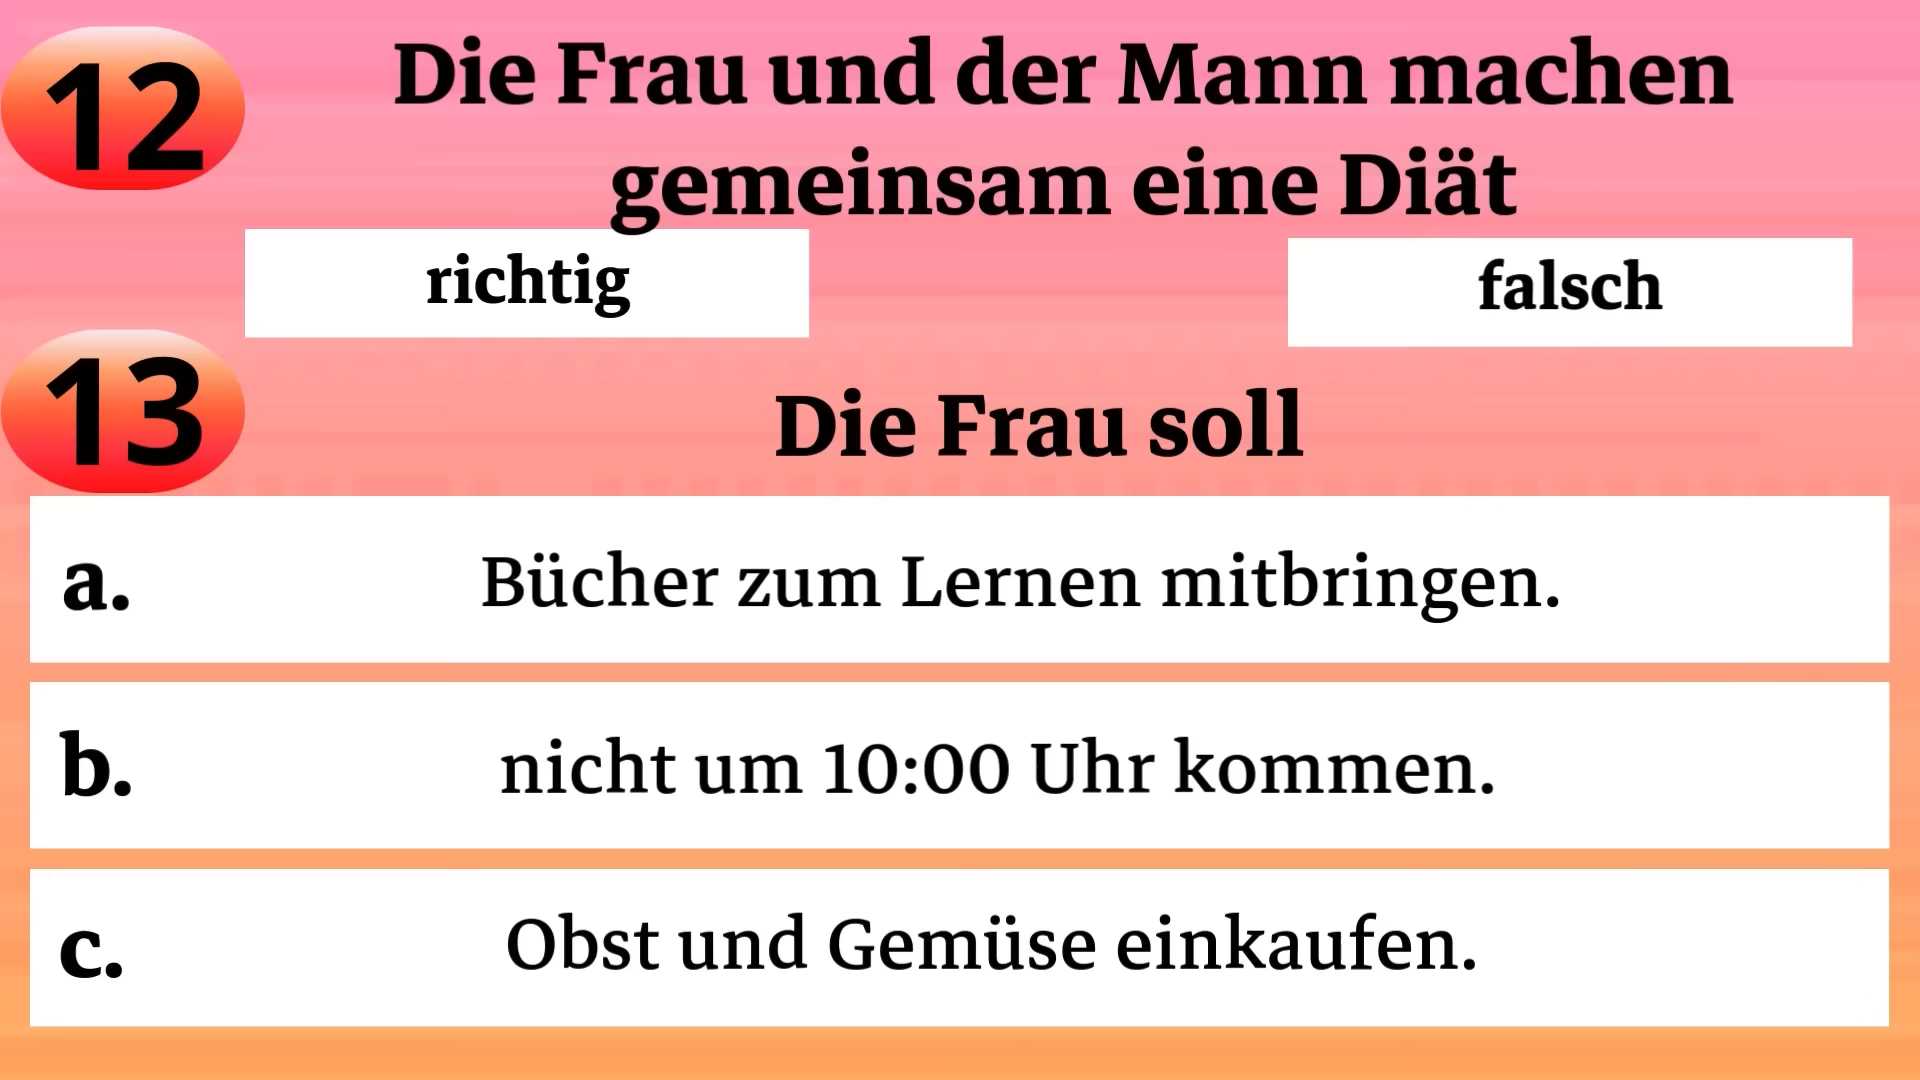 12
Die Frau und der Mann machen
gemeinsam eine Diät
richtig
falsch
13
Die Frau soll
a. Bücher zum Lernen mitbringen.
b. nicht um 10:00 Uhr kommen.
c. Obst und Gemüse einkaufen.